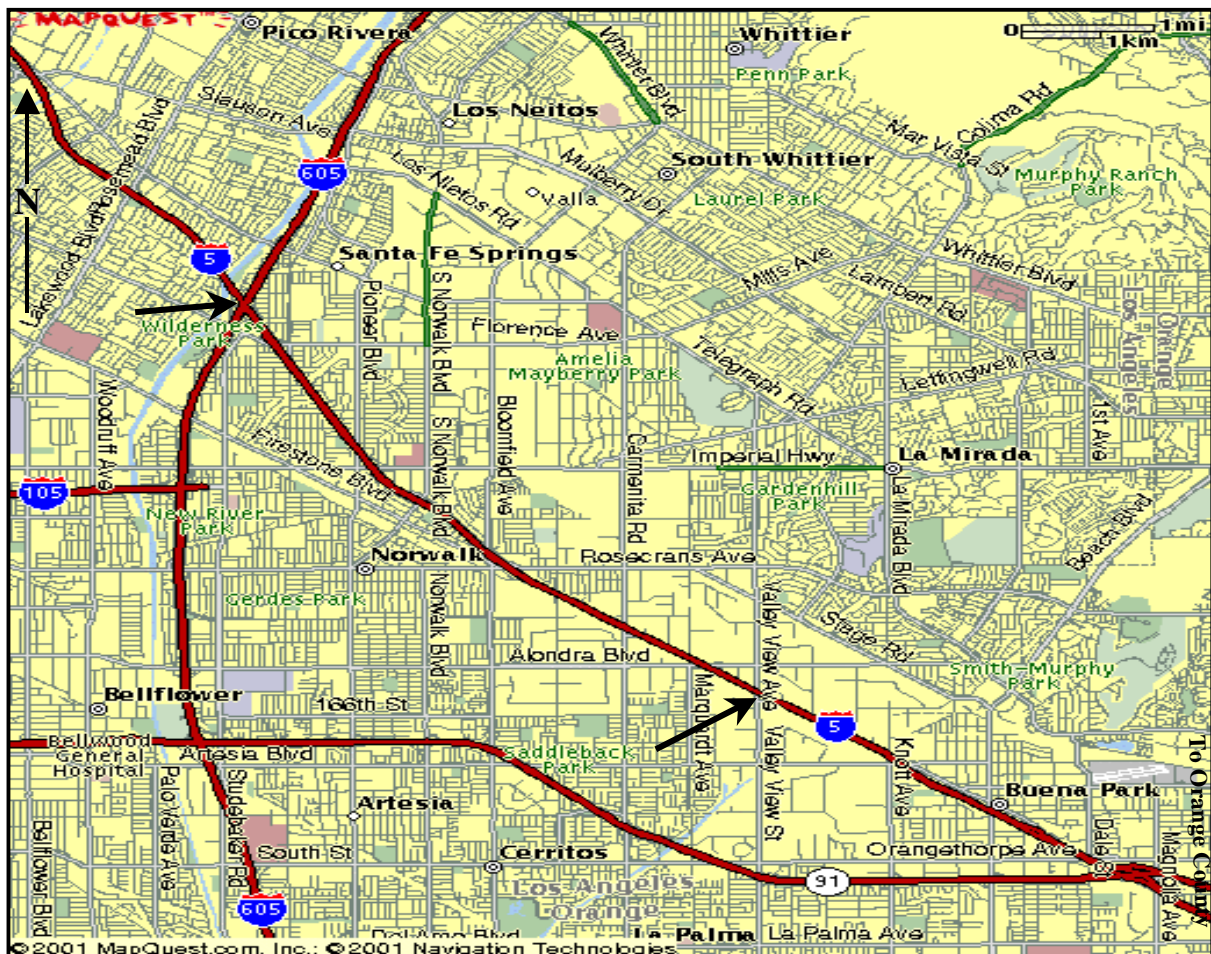 MAPQUEST
Pico Rivera
Whittier Blvd
Whittier
0 1mi
1km
Penn Park
Slauson Ave
Los Neitos
Colima Rd
Mar Vista St
605
Rosemead Blvd
Mulberry Dr
South Whittier
Los Nietos Rd
Valla
Laurel Park
Murphy Ranch
Park
N
5
Santa Fe Springs
Mills Ave
Whittier Blvd
Lambert Rd
Lakewood Blvd
Pioneer Blvd
S Norwalk Blvd
Florence Ave
Wilderness
Park
Amelia
Mayberry Park
Telegraph Rd
Leffingwell Rd
Los Angeles
Orange
1st Ave
Woodruff Ave
Firestone Blvd
S Norwalk Blvd
Bloomfield Ave
Carmenita Rd
Imperial Hwy
La Mirada
105
Gardenhill
Park
New River
Park
La Mirada Blvd
Beach Blvd
Norwalk
Rosecrans Ave
Gerdes Park
Norwalk Blvd
Valley View Ave
Stage Rd
Alondra Blvd
Smith-Murphy
Park
Bellflower
166th St
Marquardt Ave
5
Bellwood
General
Hospital
Artesia Blvd
Saddleback
Park
Valley View St
Knott Ave
To Orange County
Palo Verde Ave
Studebaker Rd
Artesia
Buena Park
Bellflower Blvd
South St
Cerritos
Orangethorpe Ave
Dale St
Magnolia Ave
91
Los Angeles
Orange
605
Del Amo Blvd
La Palma
La Palma Ave
©2001 MapQuest.com, Inc.; ©2001 Navigation Technologies